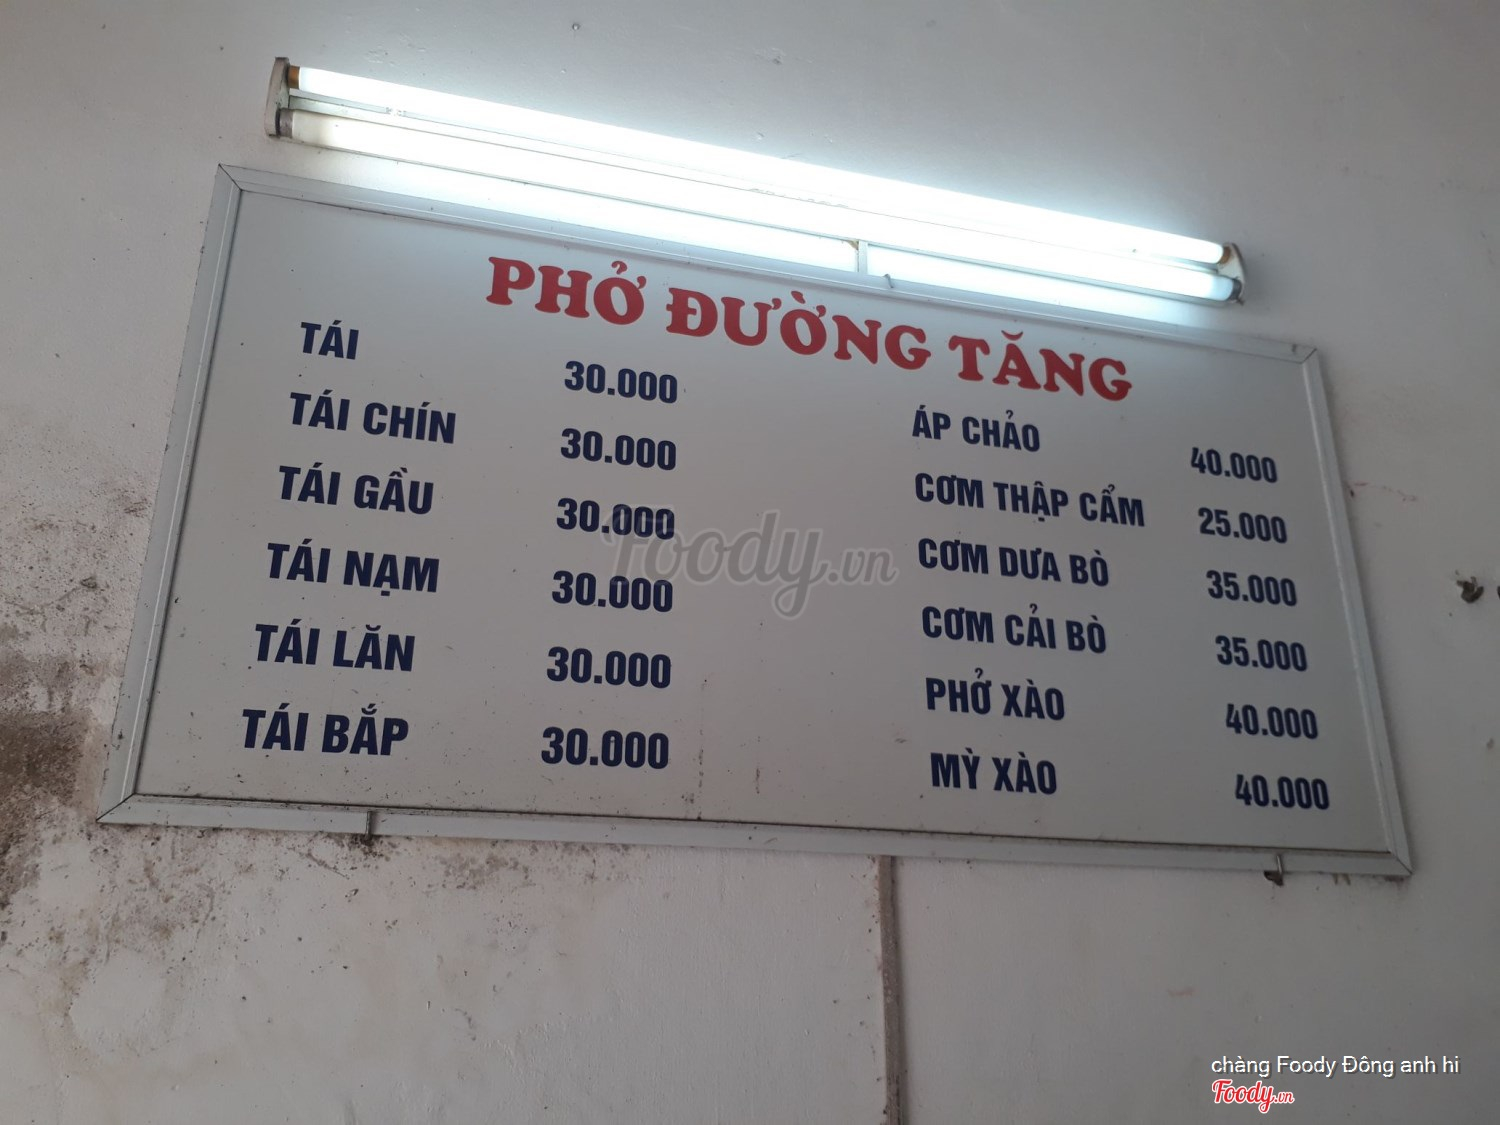 PHỞ ĐƯỜNG TĂNG
TÁI 30.000
TÁI CHÍN 30.000
TÁI GẦU 30.000
TÁI NẠM 30.000
TÁI LĂN 30.000
TÁI BẮP 30.000
ÁP CHẢO 40.000
CƠM THẬP CẨM 25.000
CƠM DƯA BÒ 35.000
CƠM CẢI BÒ 35.000
PHỞ XÀO 40.000
MỲ XÀO 40.000
Foody.vn
chàng Foody Đông anh hi
Foody.vn